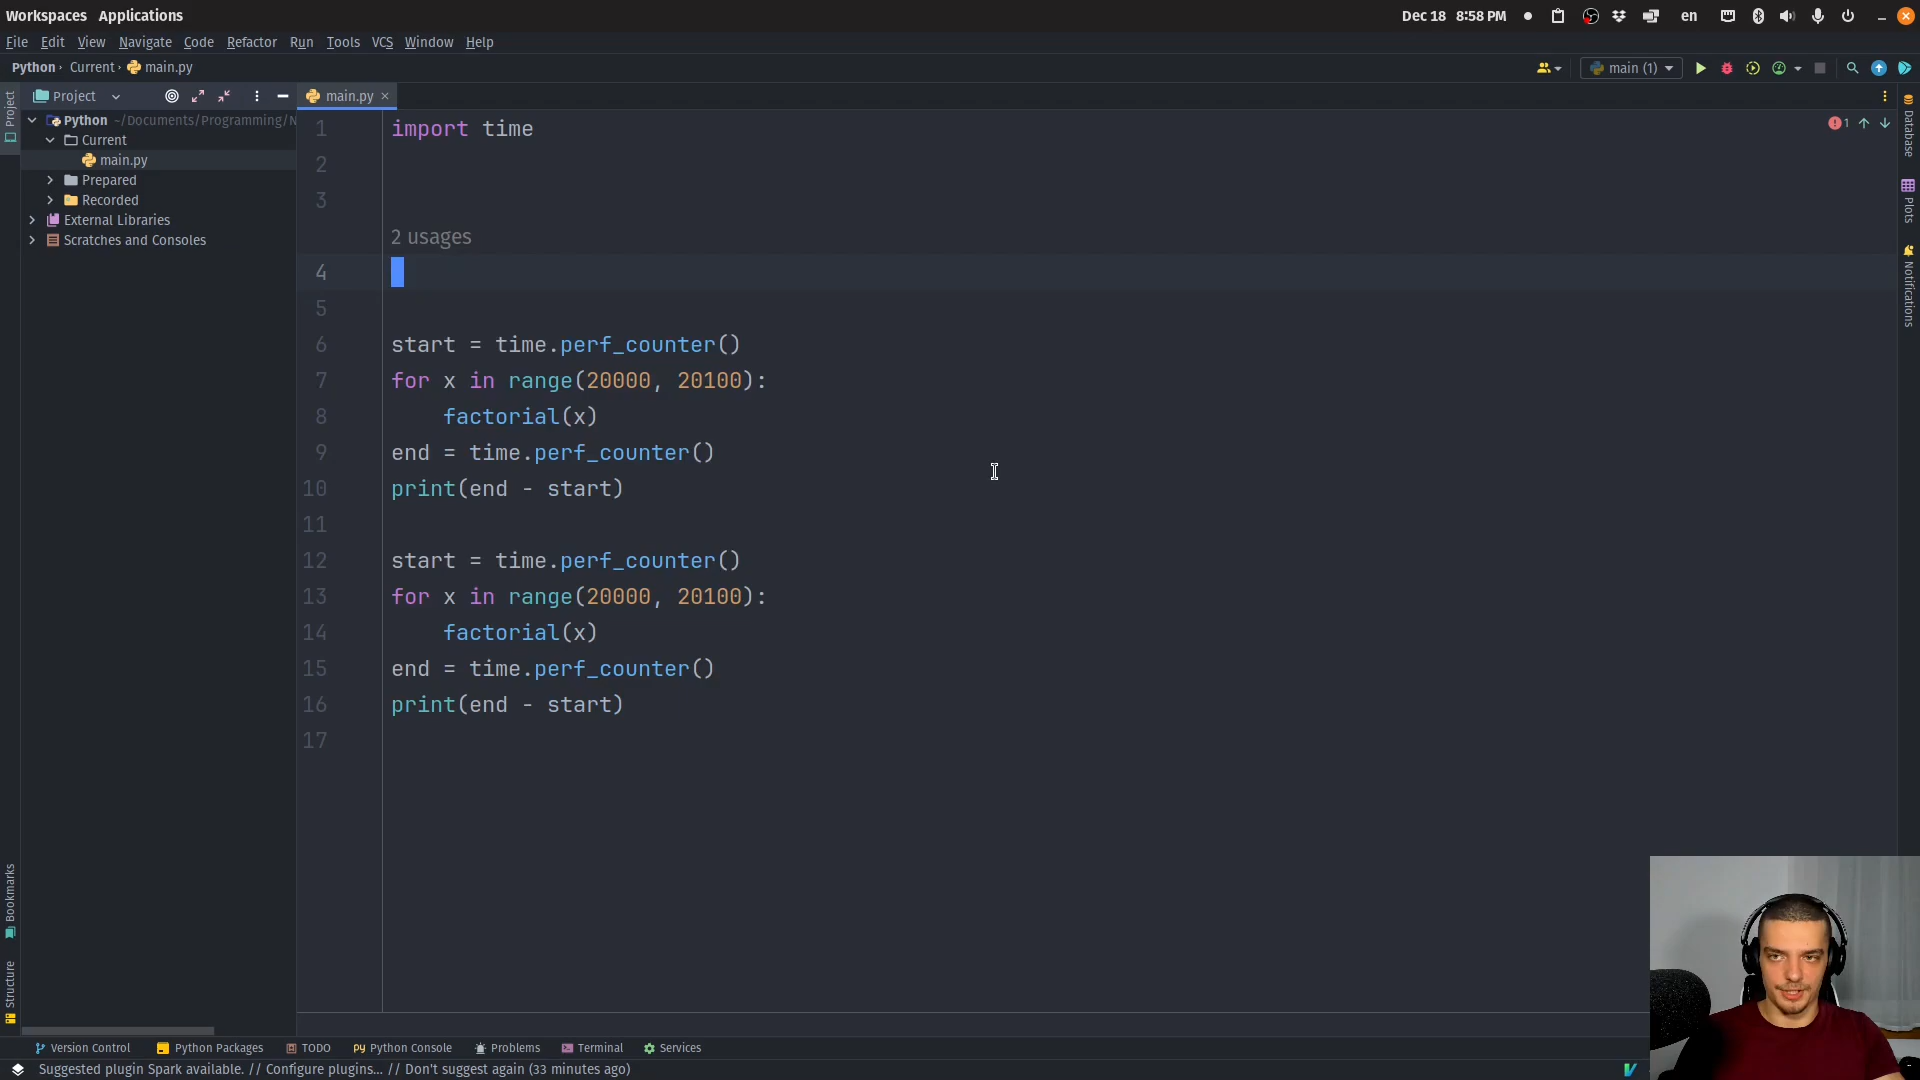 Workspaces Applications
Dec 18 8:58 PM
en
File Edit View Navigate Code Refactor Run Tools VCS Window Help
Python › Current › main.py
main (1)
Project
main.py ×
Python ~/Documents/Programming/N
Current
main.py
Prepared
Recorded
External Libraries
Scratches and Consoles
Project
Bookmarks
Structure
1 import time
2
3
2 usages
4
5
6 start = time.perf_counter()
7 for x in range(20000, 20100):
8     factorial(x)
9 end = time.perf_counter()
10 print(end - start)
11
12 start = time.perf_counter()
13 for x in range(20000, 20100):
14     factorial(x)
15 end = time.perf_counter()
16 print(end - start)
17
1
Database
Plots
Notifications
Version Control Python Packages TODO Python Console Problems Terminal Services
Suggested plugin Spark available. // Configure plugins... // Don't suggest again (33 minutes ago)